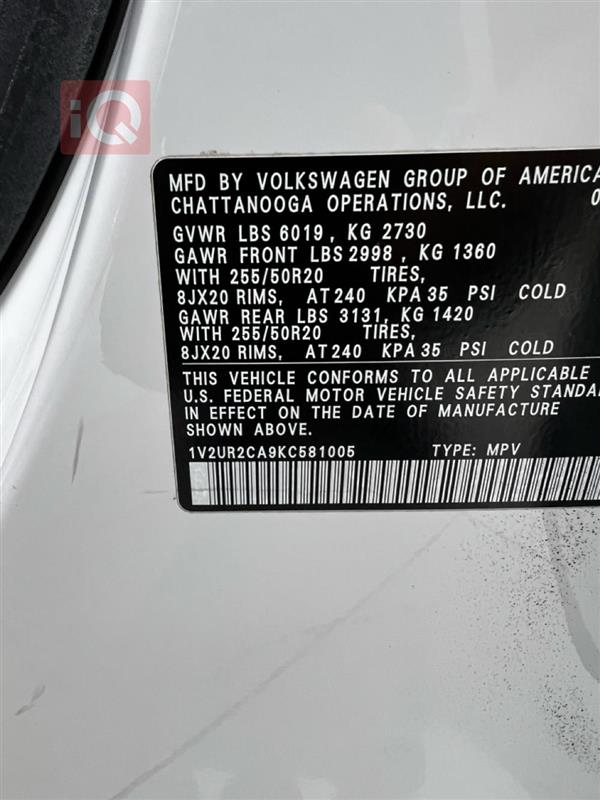 iQ
MFD BY VOLKSWAGEN GROUP OF AMERICA
CHATTANOOGA OPERATIONS, LLC. 0
GVWR LBS 6019, KG 2730
GAWR FRONT LBS 2998, KG 1360
WITH 255/50R20 TIRES,
8JX20 RIMS, AT 240 KPA 35 PSI COLD
GAWR REAR LBS 3131, KG 1420
WITH 255/50R20 TIRES,
8JX20 RIMS, AT 240 KPA 35 PSI COLD
THIS VEHICLE CONFORMS TO ALL APPLICABLE
U.S. FEDERAL MOTOR VEHICLE SAFETY STANDA
IN EFFECT ON THE DATE OF MANUFACTURE
SHOWN ABOVE.
1V2UR2CA9KC581005 TYPE: MPV